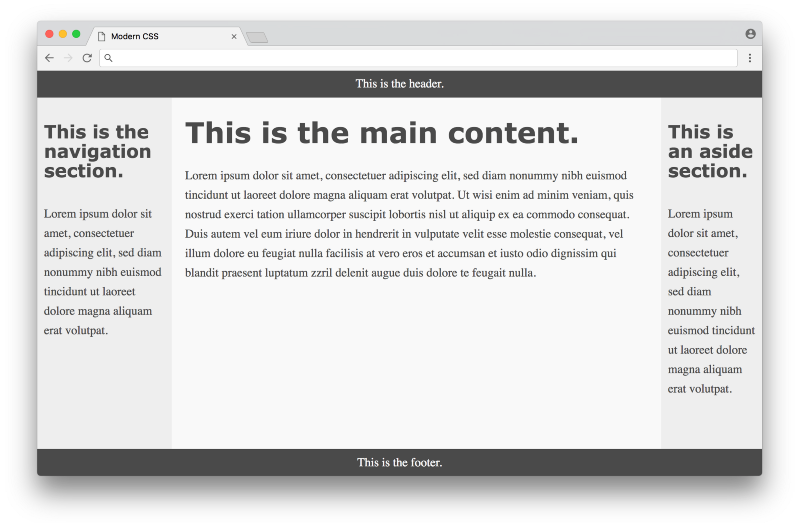 Modern CSS
This is the header.
This is the
navigation
section.
Lorem ipsum dolor sit
amet, consectetuer
adipiscing elit, sed diam
nonummy nibh euismod
tincidunt ut laoreet
dolore magna aliquam
erat volutpat.
This is the main content.
Lorem ipsum dolor sit amet, consectetuer adipiscing elit, sed diam nonummy nibh euismod
tincidunt ut laoreet dolore magna aliquam erat volutpat. Ut wisi enim ad minim veniam, quis
nostrud exerci tation ullamcorper suscipit lobortis nisl ut aliquip ex ea commodo consequat.
Duis autem vel eum iriure dolor in hendrerit in vulputate velit esse molestie consequat, vel
illum dolore eu feugiat nulla facilisis at vero eros et accumsan et iusto odio dignissim qui
blandit praesent luptatum zzril delenit augue duis dolore te feugait nulla.
This is
an aside
section.
Lorem ipsum
dolor sit amet,
consectetuer
adipiscing elit,
sed diam
nonummy nibh
euismod tincidunt
ut laoreet dolore
magna aliquam
erat volutpat.
This is the footer.